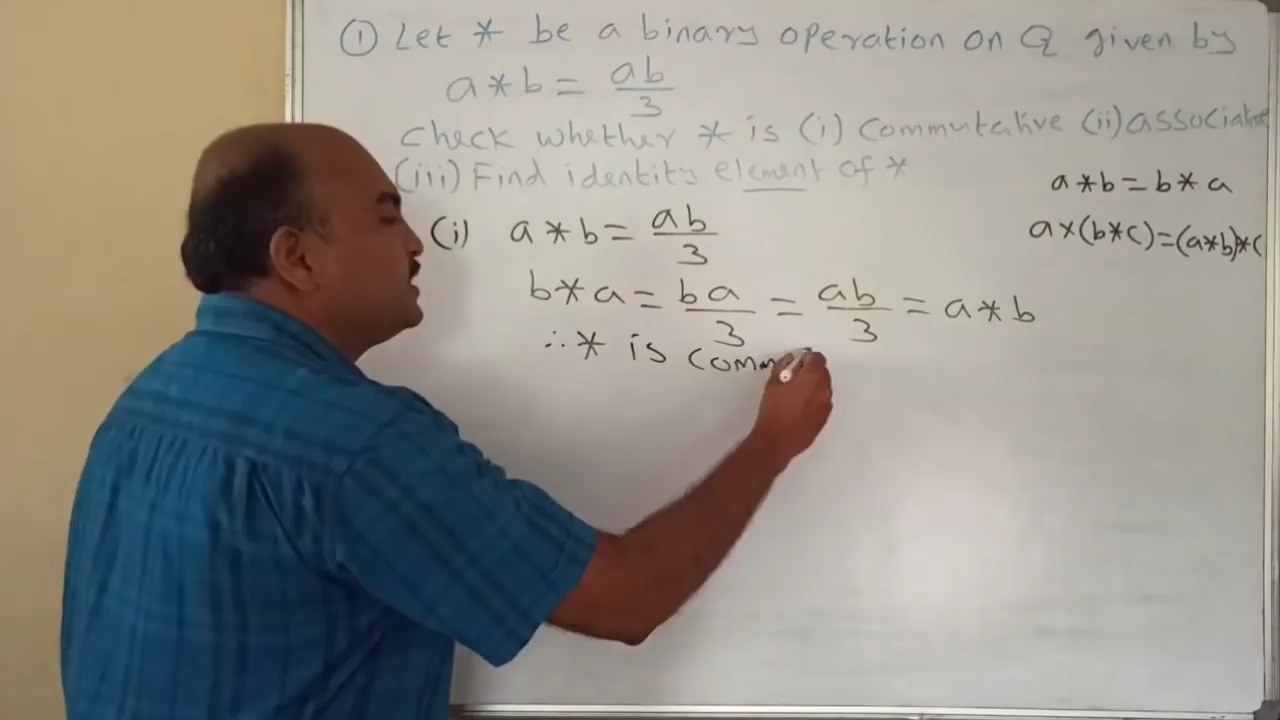 ① Let * be a binary operation on Q given by
a * b = ab/3
Check whether * is (i) Commutative (ii) associative
(iii) Find identity element of *
a * b = b * a
a × (b * c) = (a * b) * c
(i) a * b = ab/3
b * a = ba/3 = ab/3 = a * b
∴ * is comm